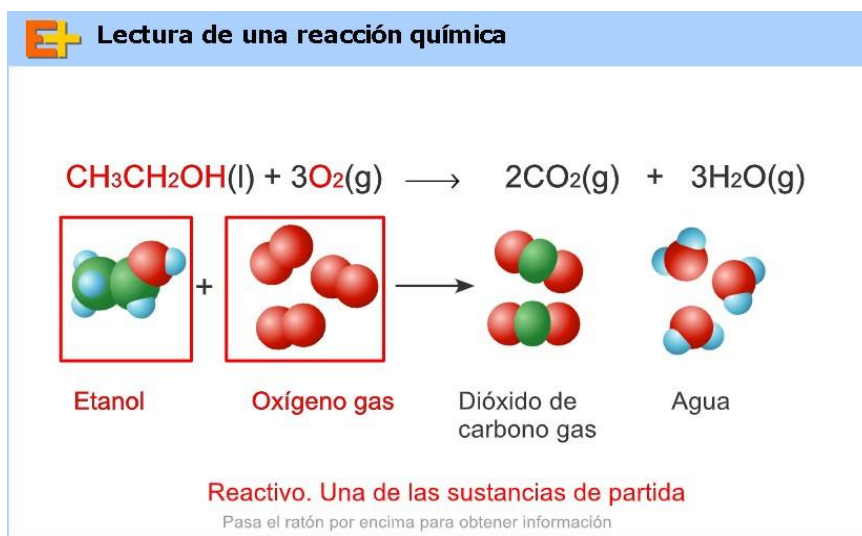 E+ Lectura de una reacción química
CH₃CH₂OH(l) + 3O₂(g) ⟶ 2CO₂(g) + 3H₂O(g)
+
Etanol Oxígeno gas Dióxido de carbono gas Agua
Reactivo. Una de las sustancias de partida
Pasa el ratón por encima para obtener información